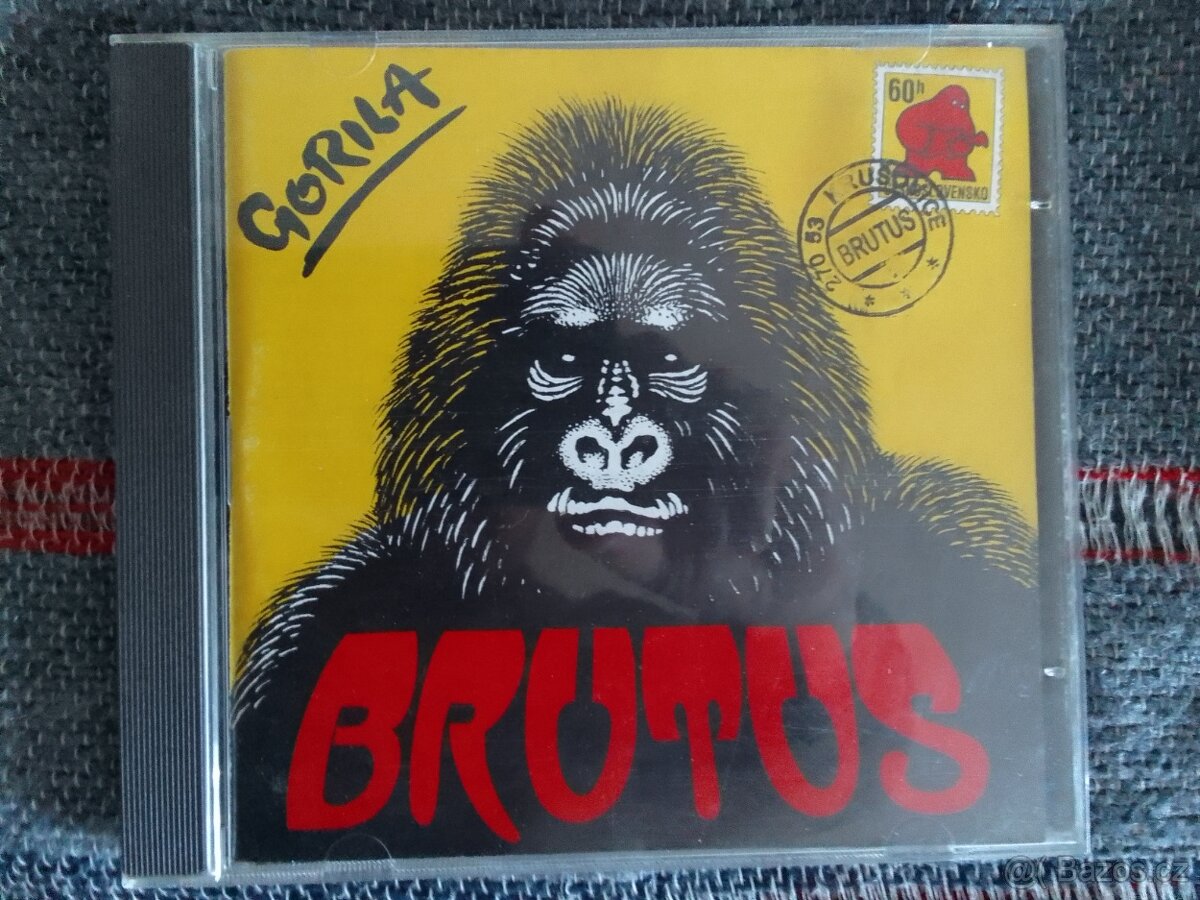 GORILA
60h
270 53
BRUTUS
BRUTUS
Bazos.cz